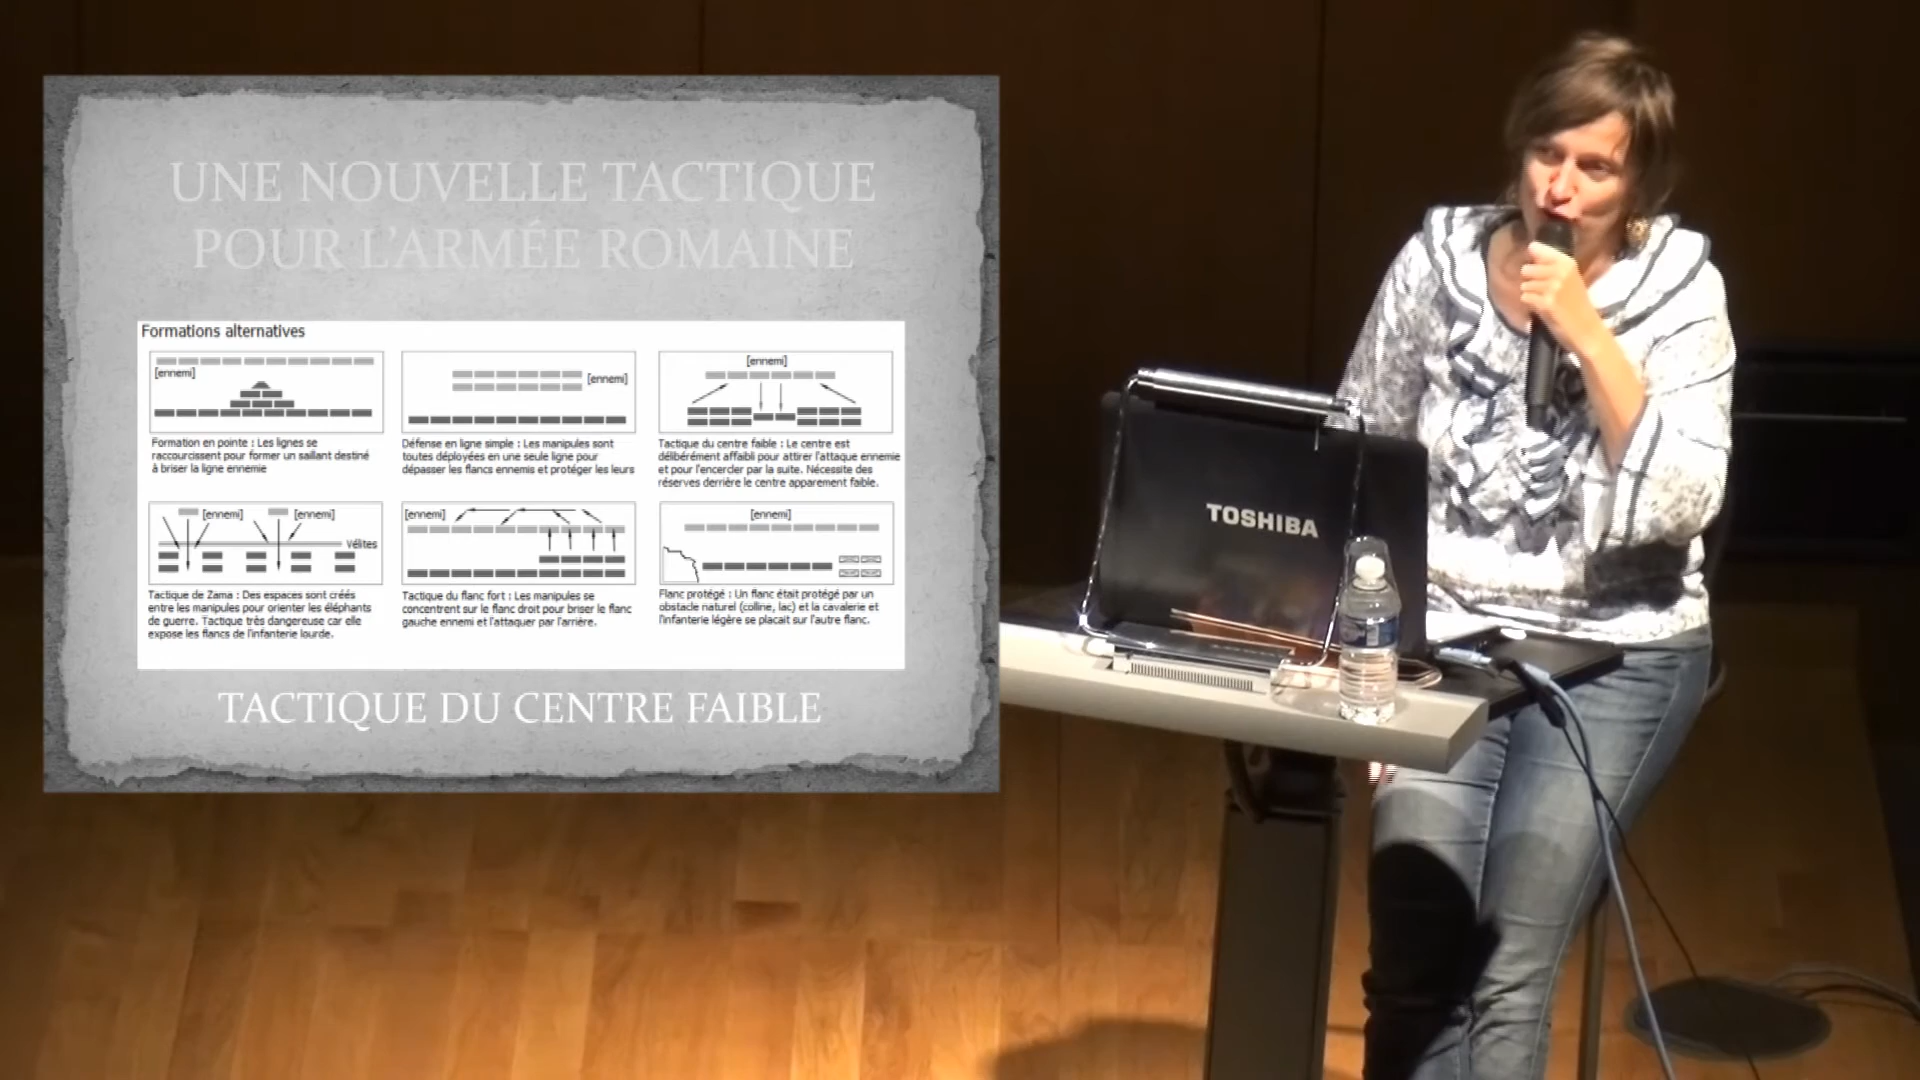 UNE NOUVELLE TACTIQUE
POUR L'ARMÉE ROMAINE
Formations alternatives
[ennemi]
Formation en pointe : Les lignes se
raccourcissent pour former un saillant destiné
à briser la ligne ennemie
[ennemi]
Défense en ligne simple : Les manipules sont
toutes déployées en une seule ligne pour
dépasser les flancs ennemis et protéger les leurs
[ennemi]
Tactique du centre faible : Le centre est
délibérément affaibli pour attirer l'attaque ennemie
et pour l'encercler par la suite. Nécessite des
réserves derrière le centre apparement faible.
[ennemi] [ennemi]
Vélites
Tactique de Zama : Des espaces sont créés
entre les manipules pour orienter les éléphants
de guerre. Tactique très dangereuse car elle
expose les flancs de l'infanterie lourde.
[ennemi]
Tactique du flanc fort : Les manipules se
concentrent sur le flanc droit pour briser le flanc
gauche ennemi et l'attaquer par l'arrière.
[ennemi]
Flanc protégé : Un flanc était protégé par un
obstacle naturel (colline, lac) et la cavalerie et
l'infanterie légère se placait sur l'autre flanc.
TACTIQUE DU CENTRE FAIBLE
TOSHIBA